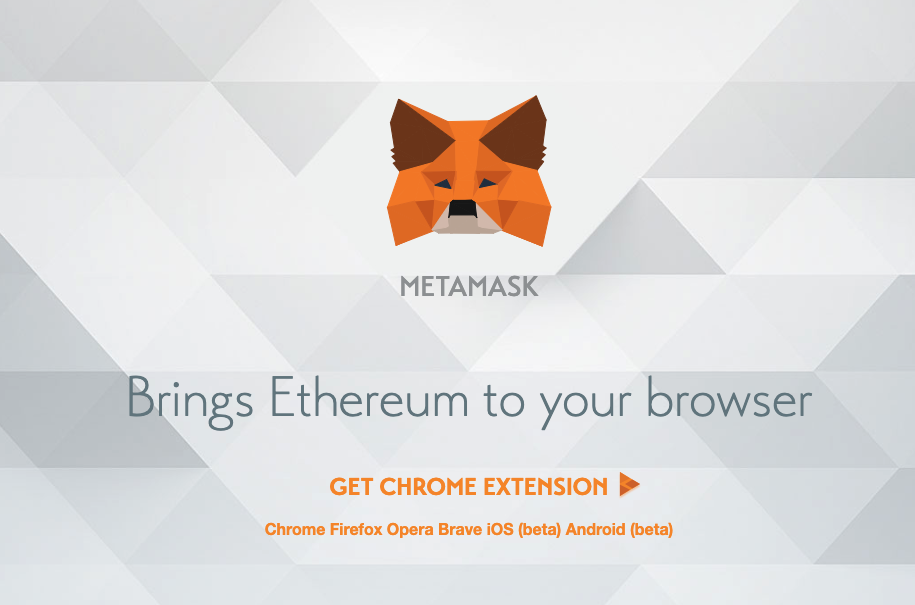 METAMASK
Brings Ethereum to your browser
GET CHROME EXTENSION
Chrome Firefox Opera Brave iOS (beta) Android (beta)